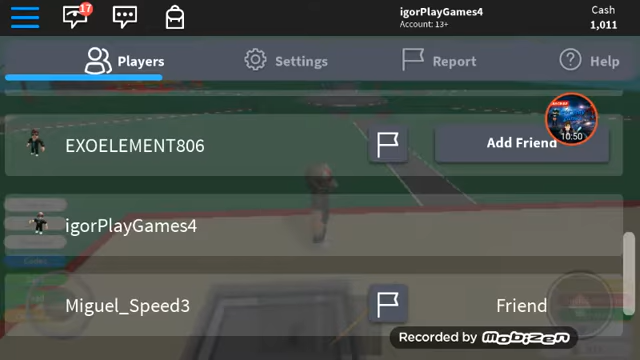 17
igorPlayGames4
Account: 13+
Cash
1,011
Players
Settings
Report
Help
EXOELEMENT806
Add Friend
10:50
igorPlayGames4
Codes
Miguel_Speed3
Friend
Recorded by Mobizen